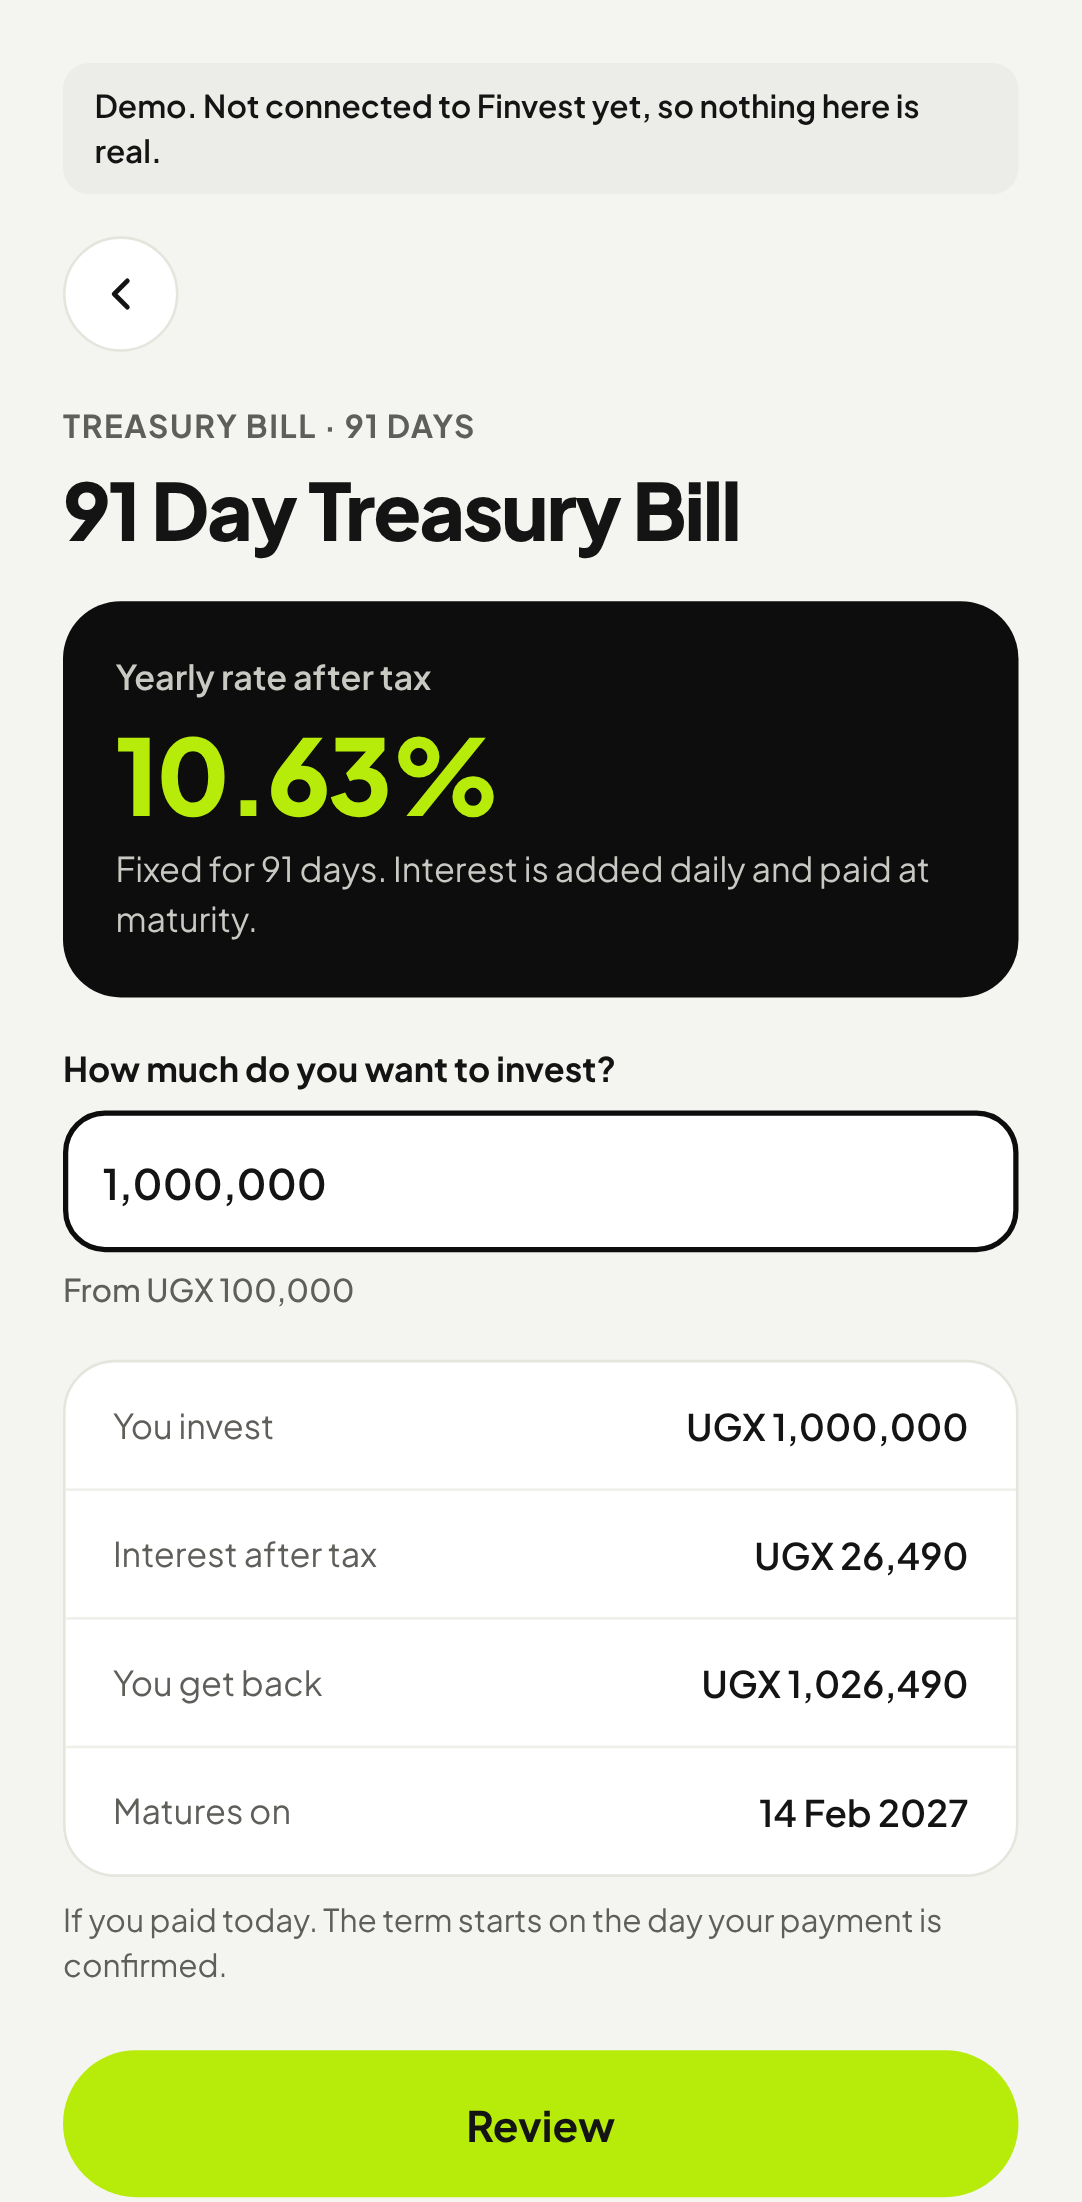 Demo. Not connected to Finvest yet, so nothing here is
real.
TREASURY BILL · 91 DAYS
91 Day Treasury Bill
Yearly rate after tax
10.63%
Fixed for 91 days. Interest is added daily and paid at
maturity.
How much do you want to invest?
1,000,000
From UGX 100,000
You invest UGX 1,000,000
Interest after tax UGX 26,490
You get back UGX 1,026,490
Matures on 14 Feb 2027
If you paid today. The term starts on the day your payment is
confirmed.
Review